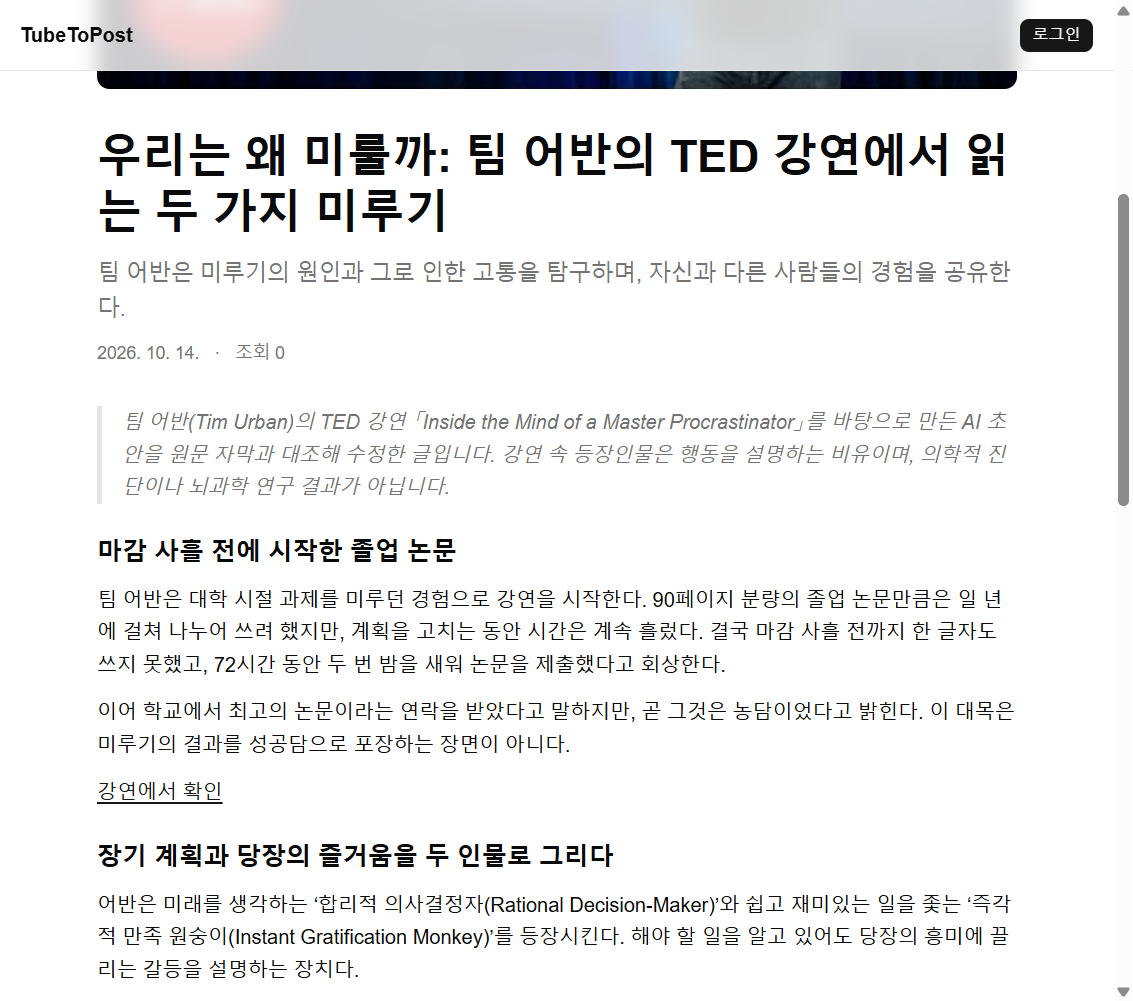 TubeToPost
로그인
우리는 왜 미룰까: 팀 어반의 TED 강연에서 읽
는 두 가지 미루기
팀 어반은 미루기의 원인과 그로 인한 고통을 탐구하며, 자신과 다른 사람들의 경험을 공유한
다.
2026. 10. 14. · 조회 0
팀 어반(Tim Urban)의 TED 강연 「Inside the Mind of a Master Procrastinator」를 바탕으로 만든 AI 초
안을 원문 자막과 대조해 수정한 글입니다. 강연 속 등장인물은 행동을 설명하는 비유이며, 의학적 진
단이나 뇌과학 연구 결과가 아닙니다.
마감 사흘 전에 시작한 졸업 논문
팀 어반은 대학 시절 과제를 미루던 경험으로 강연을 시작한다. 90페이지 분량의 졸업 논문만큼은 일 년
에 걸쳐 나누어 쓰려 했지만, 계획을 고치는 동안 시간은 계속 흘렀다. 결국 마감 사흘 전까지 한 글자도
쓰지 못했고, 72시간 동안 두 번 밤을 새워 논문을 제출했다고 회상한다.
이어 학교에서 최고의 논문이라는 연락을 받았다고 말하지만, 곧 그것은 농담이었다고 밝힌다. 이 대목은
미루기의 결과를 성공담으로 포장하는 장면이 아니다.
강연에서 확인
장기 계획과 당장의 즐거움을 두 인물로 그리다
어반은 미래를 생각하는 ‘합리적 의사결정자(Rational Decision-Maker)’와 쉽고 재미있는 일을 좇는 ‘즉각
적 만족 원숭이(Instant Gratification Monkey)’를 등장시킨다. 해야 할 일을 알고 있어도 당장의 흥미에 끌
리는 갈등을 설명하는 장치다.